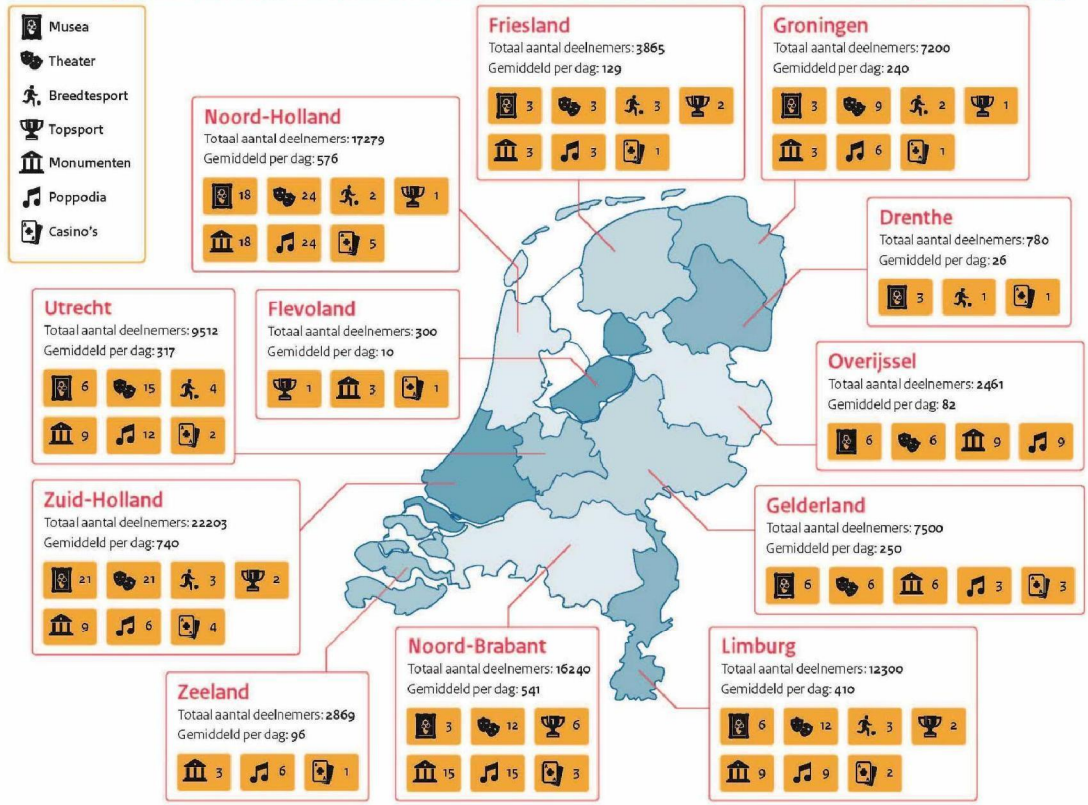 Musea
Theater
Breedtesport
Topsport
Monumenten
Poppodia
Casino's
Friesland
Totaal aantal deelnemers: 3865
Gemiddeld per dag: 129
3 3 3 2
3 3 1
Groningen
Totaal aantal deelnemers: 7200
Gemiddeld per dag: 240
3 9 2 1
3 6 1
Noord-Holland
Totaal aantal deelnemers: 17279
Gemiddeld per dag: 576
18 24 2 1
18 24 5
Drenthe
Totaal aantal deelnemers: 780
Gemiddeld per dag: 26
3 1 1
Utrecht
Totaal aantal deelnemers: 9512
Gemiddeld per dag: 317
6 15 4
9 12 2
Flevoland
Totaal aantal deelnemers: 300
Gemiddeld per dag: 10
1 3 1
Overijssel
Totaal aantal deelnemers: 2461
Gemiddeld per dag: 82
6 6 9 9
Zuid-Holland
Totaal aantal deelnemers: 22203
Gemiddeld per dag: 740
21 21 3 2
9 6 4
Gelderland
Totaal aantal deelnemers: 7500
Gemiddeld per dag: 250
6 6 6 3 3
Zeeland
Totaal aantal deelnemers: 2869
Gemiddeld per dag: 96
3 6 1
Noord-Brabant
Totaal aantal deelnemers: 16240
Gemiddeld per dag: 541
3 12 6
15 15 3
Limburg
Totaal aantal deelnemers: 12300
Gemiddeld per dag: 410
6 12 3 2
9 9 2